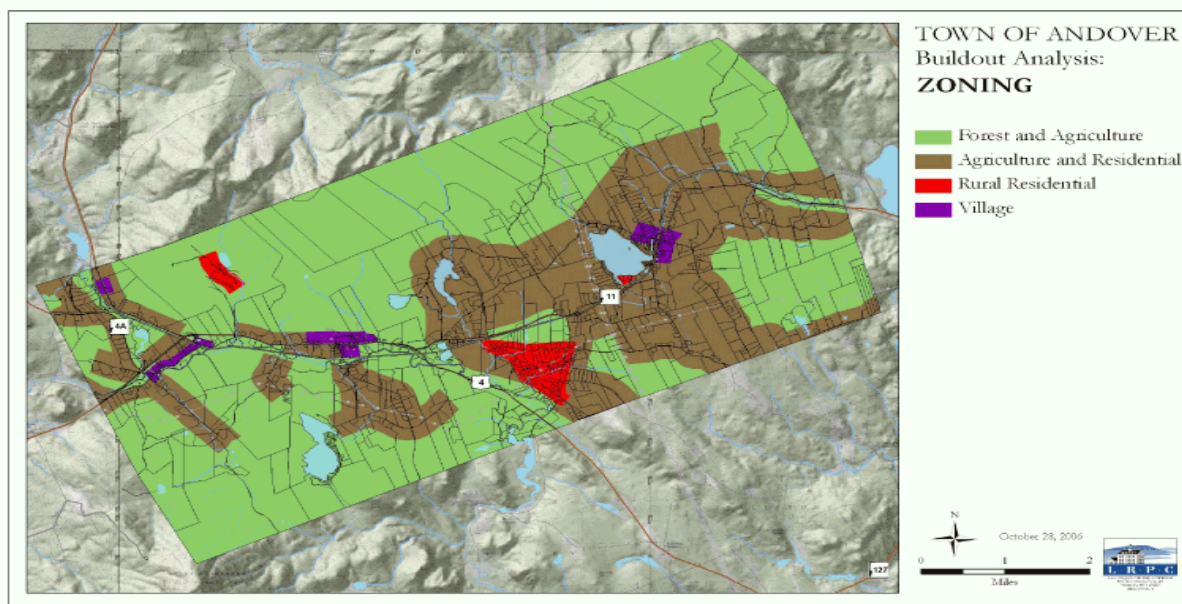 TOWN OF ANDOVER
Buildout Analysis:
ZONING
Forest and Agriculture
Agriculture and Residential
Rural Residential
Village
4A
11
4
N
October 28, 2006
0 1 2
Miles
127
L R P C